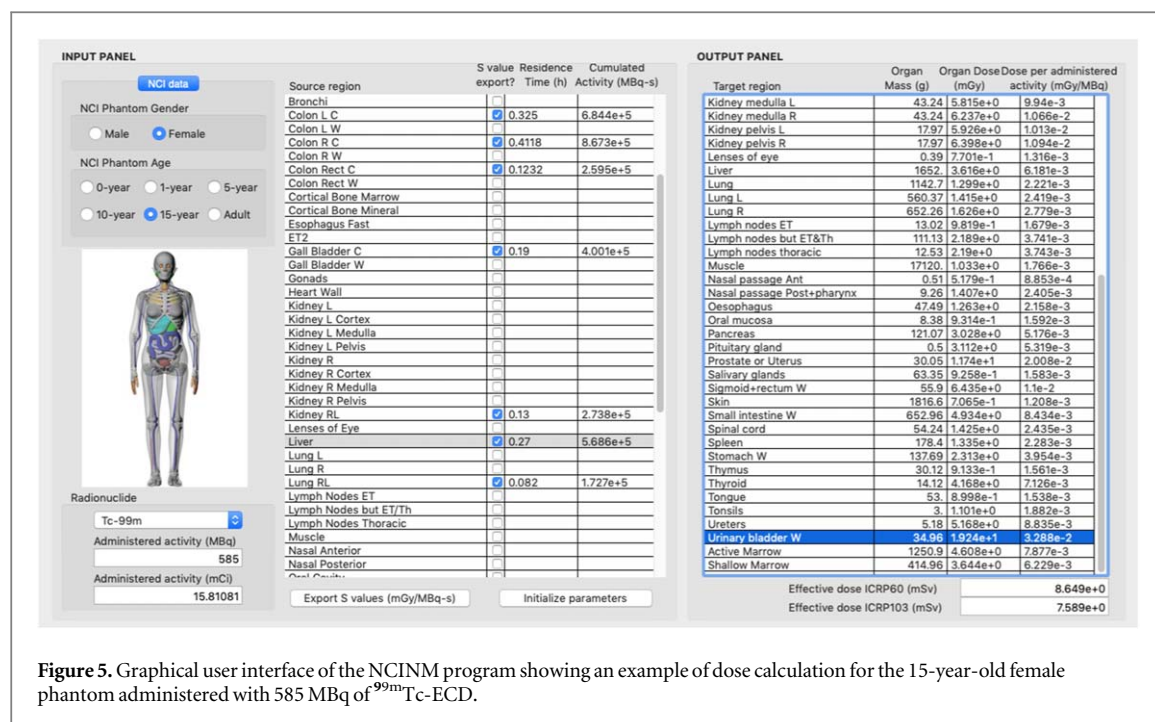 INPUT PANEL
NCI data
NCI Phantom Gender
Male Female
NCI Phantom Age
0-year 1-year 5-year
10-year 15-year Adult
Radionuclide
Tc-99m
Administered activity (MBq)
585
Administered activity (mCi)
15.81081
S value Residence Cumulated
Source region export? Time (h) Activity (MBq-s)
Bronchi
Colon L C 0.325 6.844e+5
Colon L W
Colon R C 0.4118 8.673e+5
Colon R W
Colon Rect C 0.1232 2.595e+5
Colon Rect W
Cortical Bone Marrow
Cortical Bone Mineral
Esophagus Fast
ET2
Gall Bladder C 0.19 4.001e+5
Gall Bladder W
Gonads
Heart Wall
Kidney L
Kidney L Cortex
Kidney L Medulla
Kidney L Pelvis
Kidney R
Kidney R Cortex
Kidney R Medulla
Kidney R Pelvis
Kidney RL 0.13 2.738e+5
Lenses of Eye
Liver 0.27 5.686e+5
Lung L
Lung R
Lung RL 0.082 1.727e+5
Lymph Nodes ET
Lymph Nodes but ET/Th
Lymph Nodes Thoracic
Muscle
Nasal Anterior
Nasal Posterior
Oral Cavity
Export S values (mGy/MBq-s) Initialize parameters
OUTPUT PANEL
Organ Organ Dose Dose per administered
Target region Mass (g) (mGy) activity (mGy/MBq)
Kidney medulla L 43.24 5.815e+0 9.94e-3
Kidney medulla R 43.24 6.237e+0 1.066e-2
Kidney pelvis L 17.97 5.926e+0 1.013e-2
Kidney pelvis R 17.97 6.398e+0 1.094e-2
Lenses of eye 0.39 7.701e-1 1.316e-3
Liver 1652. 3.616e+0 6.181e-3
Lung 1142.7 1.299e+0 2.221e-3
Lung L 560.37 1.415e+0 2.419e-3
Lung R 652.26 1.626e+0 2.779e-3
Lymph nodes ET 13.02 9.819e-1 1.679e-3
Lymph nodes but ET&Th 111.13 2.189e+0 3.741e-3
Lymph nodes thoracic 12.53 2.19e+0 3.743e-3
Muscle 17120. 1.033e+0 1.766e-3
Nasal passage Ant 0.51 5.179e-1 8.853e-4
Nasal passage Post+pharynx 9.26 1.407e+0 2.405e-3
Oesophagus 47.49 1.263e+0 2.158e-3
Oral mucosa 8.38 9.314e-1 1.592e-3
Pancreas 121.07 3.028e+0 5.176e-3
Pituitary gland 0.5 3.112e+0 5.319e-3
Prostate or Uterus 30.05 1.174e+1 2.008e-2
Salivary glands 63.35 9.258e-1 1.583e-3
Sigmoid+rectum W 55.9 6.435e+0 1.1e-2
Skin 1816.6 7.065e-1 1.208e-3
Small intestine W 652.96 4.934e+0 8.434e-3
Spinal cord 54.24 1.425e+0 2.435e-3
Spleen 178.4 1.335e+0 2.283e-3
Stomach W 137.69 2.313e+0 3.954e-3
Thymus 30.12 9.133e-1 1.561e-3
Thyroid 14.12 4.168e+0 7.126e-3
Tongue 53. 8.998e-1 1.538e-3
Tonsils 3. 1.101e+0 1.882e-3
Ureters 5.18 5.168e+0 8.835e-3
Urinary bladder W 34.96 1.924e+1 3.288e-2
Active Marrow 1250.9 4.608e+0 7.877e-3
Shallow Marrow 414.96 3.644e+0 6.229e-3
Effective dose ICRP60 (mSv) 8.649e+0
Effective dose ICRP103 (mSv) 7.589e+0
Figure 5. Graphical user interface of the NCINM program showing an example of dose calculation for the 15-year-old female
phantom administered with 585 MBq of 99mTc-ECD.